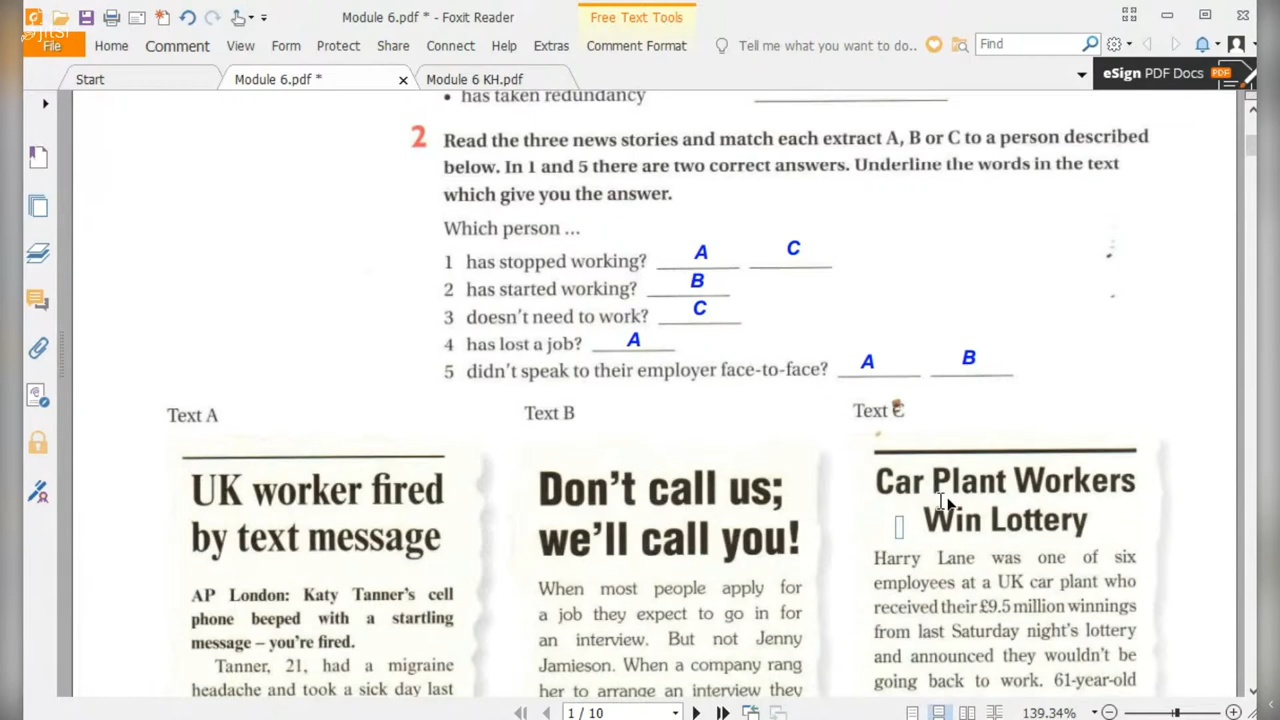 Module 6.pdf * - Foxit Reader
Free Text Tools
Jitsi
File Home Comment View Form Protect Share Connect Help Extras Comment Format Tell me what you want to do.. Find
Start Module 6.pdf * Module 6 KH.pdf eSign PDF Docs PDF
• has taken redundancy
2 Read the three news stories and match each extract A, B or C to a person described
below. In 1 and 5 there are two correct answers. Underline the words in the text
which give you the answer.
Which person ...
1 has stopped working? A C
2 has started working? B
3 doesn't need to work? C
4 has lost a job? A
5 didn't speak to their employer face-to-face? A B
Text A
UK worker fired
by text message
AP London: Katy Tanner's cell
phone beeped with a startling
message – you're fired.
Tanner, 21, had a migraine
headache and took a sick day last
Text B
Don't call us;
we'll call you!
When most people apply for
a job they expect to go in for
an interview. But not Jenny
Jamieson. When a company rang
her to arrange an interview they
Text C
Car Plant Workers
Win Lottery
Harry Lane was one of six
employees at a UK car plant who
received their £9.5 million winnings
from last Saturday night's lottery
and announced they wouldn't be
going back to work. 61-year-old
1 / 10 139.34%